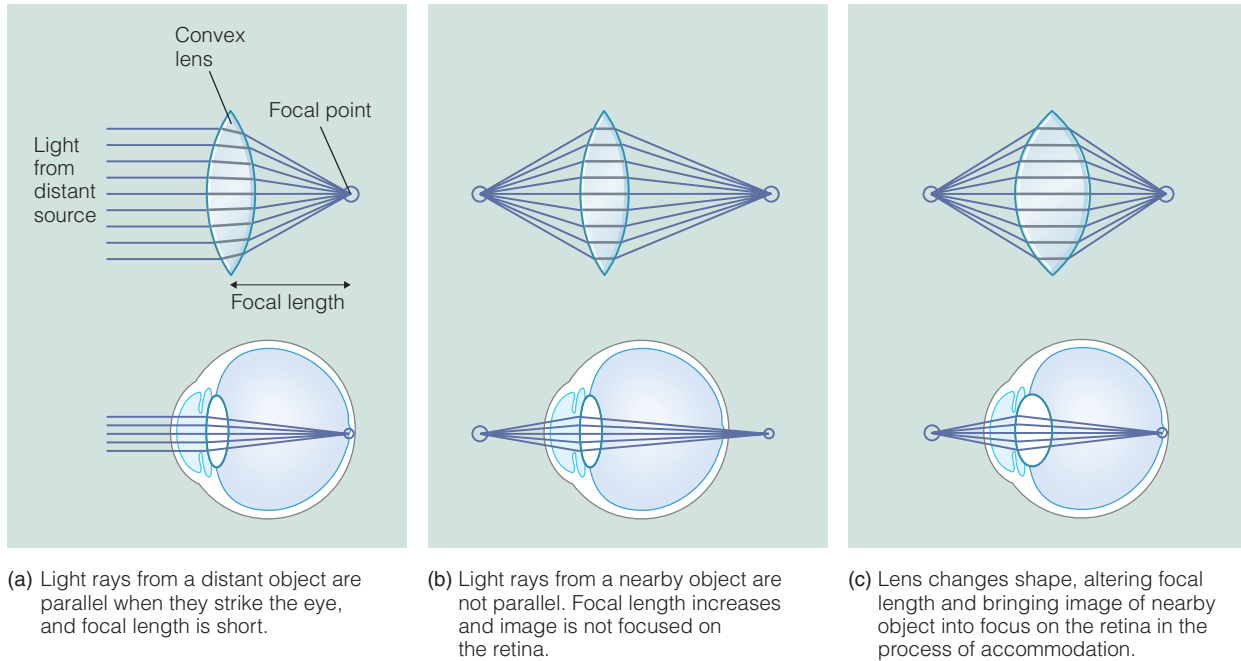 Convex
lens
Focal point
Light
from
distant
source
Focal length
(a) Light rays from a distant object are
parallel when they strike the eye,
and focal length is short.
(b) Light rays from a nearby object are
not parallel. Focal length increases
and image is not focused on
the retina.
(c) Lens changes shape, altering focal
length and bringing image of nearby
object into focus on the retina in the
process of accommodation.